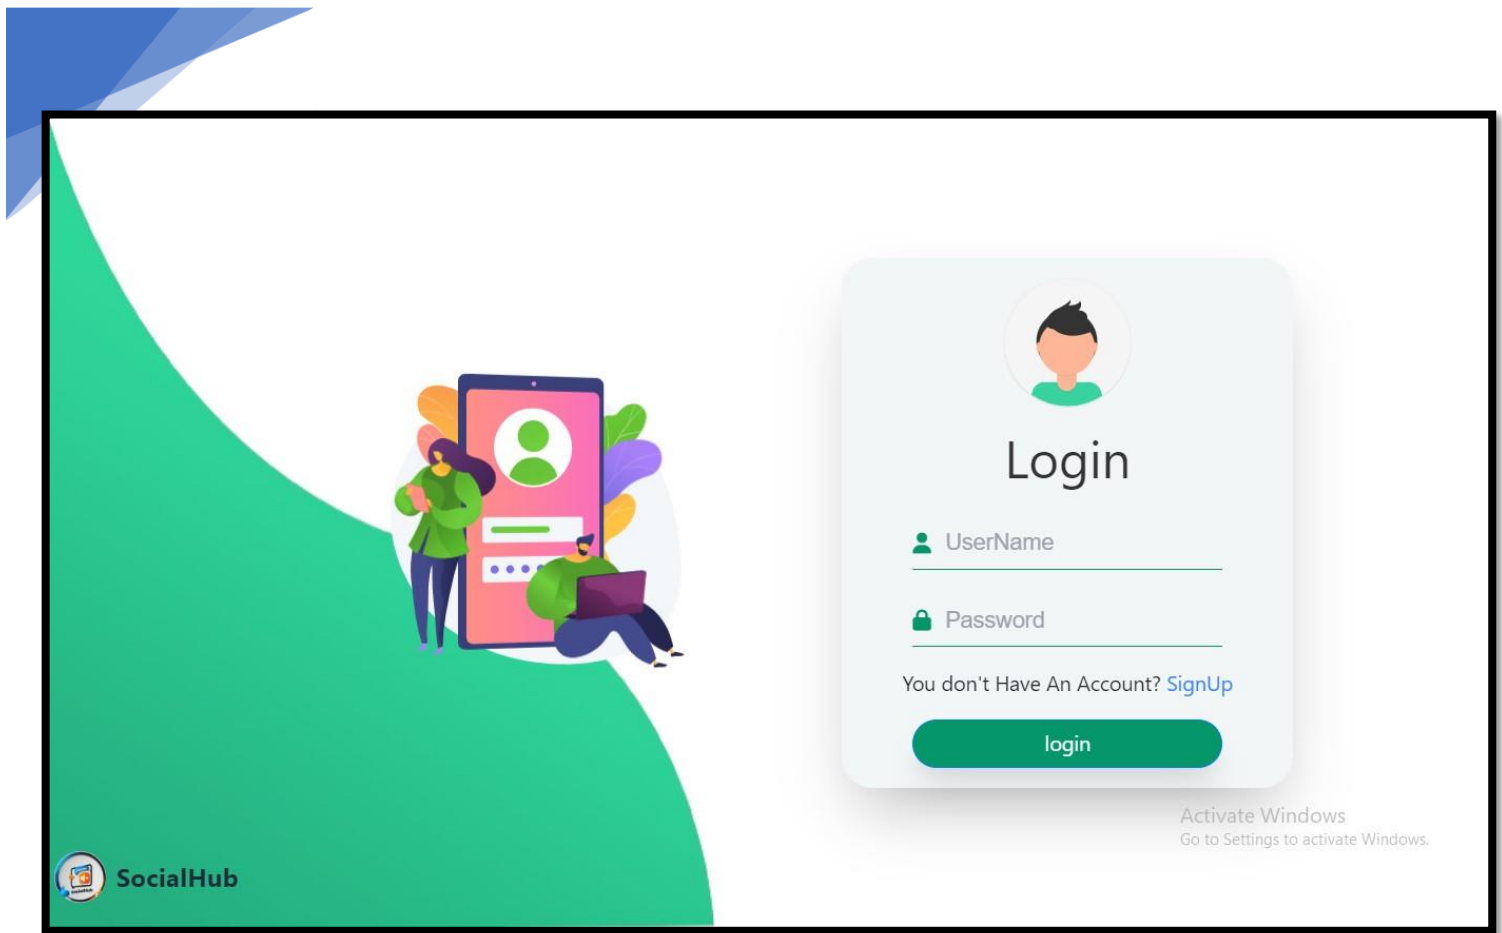 Login
UserName
Password
You don't Have An Account? SignUp
login
Activate Windows
Go to Settings to activate Windows.
SocialHub